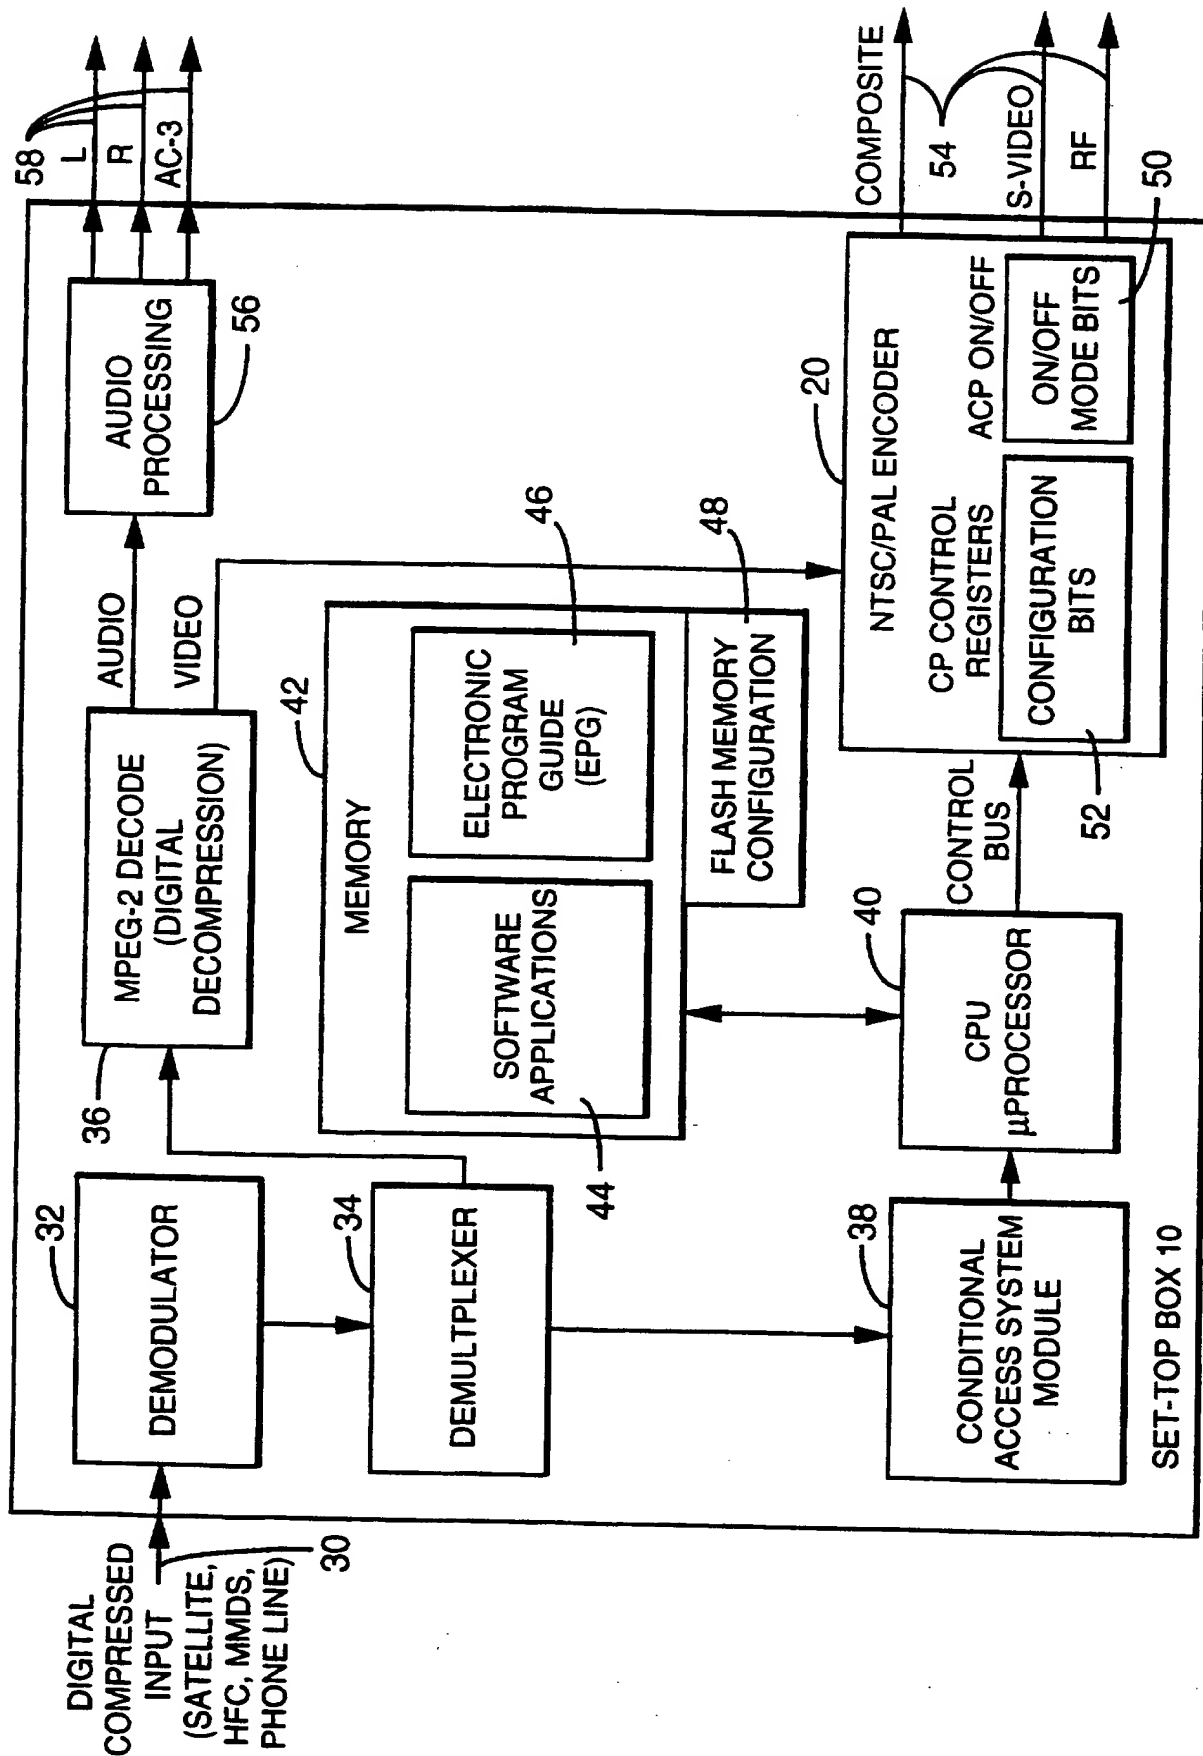 DIGITAL
COMPRESSED
INPUT
(SATELLITE,
HFC, MMDS,
PHONE LINE)
30
32
DEMODULATOR
34
DEMULTPLEXER
36
MPEG-2 DECODE
(DIGITAL
DECOMPRESSION)
AUDIO
VIDEO
AUDIO
PROCESSING
56
58
L
R
AC-3
42
MEMORY
SOFTWARE
APPLICATIONS
44
ELECTRONIC
PROGRAM
GUIDE
(EPG)
46
FLASH MEMORY
CONFIGURATION
48
38
CONDITIONAL
ACCESS SYSTEM
MODULE
40
CPU
µPROCESSOR
CONTROL
BUS
20
NTSC/PAL ENCODER
CP CONTROL
REGISTERS
ACP ON/OFF
CONFIGURATION
BITS
52
ON/OFF
MODE BITS
50
COMPOSITE
54
S-VIDEO
RF
SET-TOP BOX 10